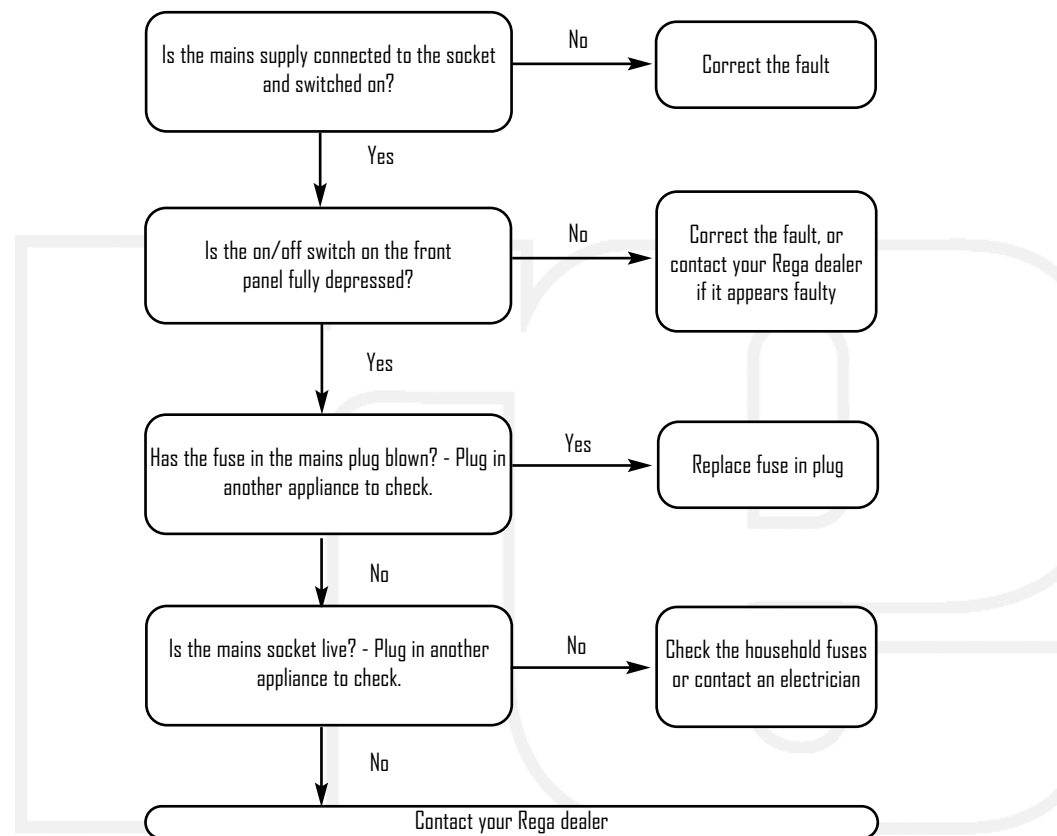 Is the mains supply connected to the socket
and switched on?
No
Correct the fault
Yes
Is the on/off switch on the front
panel fully depressed?
No
Correct the fault, or
contact your Rega dealer
if it appears faulty
Yes
Has the fuse in the mains plug blown? - Plug in
another appliance to check.
Yes
Replace fuse in plug
No
Is the mains socket live? - Plug in another
appliance to check.
No
Check the household fuses
or contact an electrician
No
Contact your Rega dealer